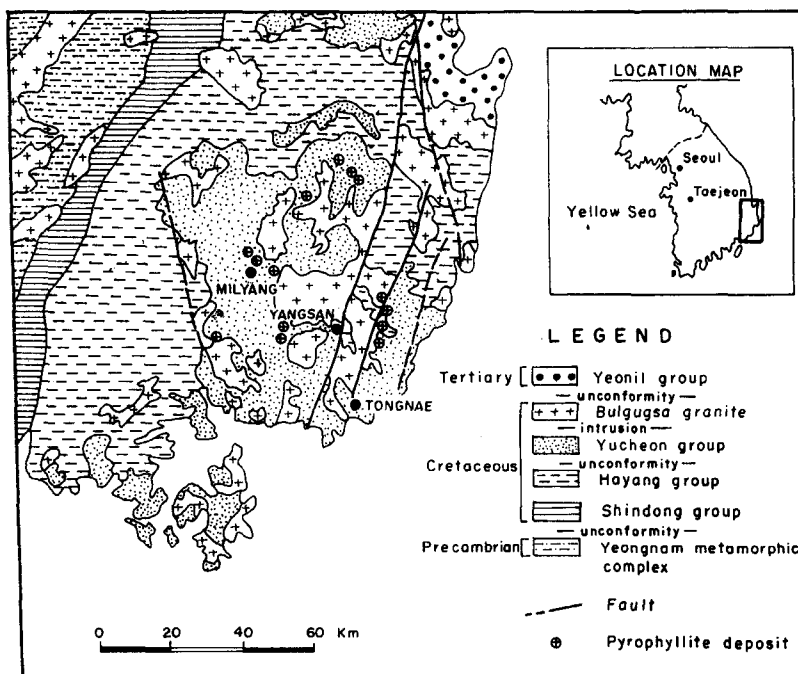 LOCATION MAP
Seoul
Taejeon
Yellow Sea
MILYANG
YANGSAN
TONGNAE
LEGEND
Tertiary
Yeonil group
unconformity
Bulgugsa granite
intrusion
Yucheon group
Cretaceous
unconformity
Hayang group
Shindong group
unconformity
Precambrian
Yeongnam metamorphic
complex
Fault
Pyrophyllite deposit
0 20 40 60 Km